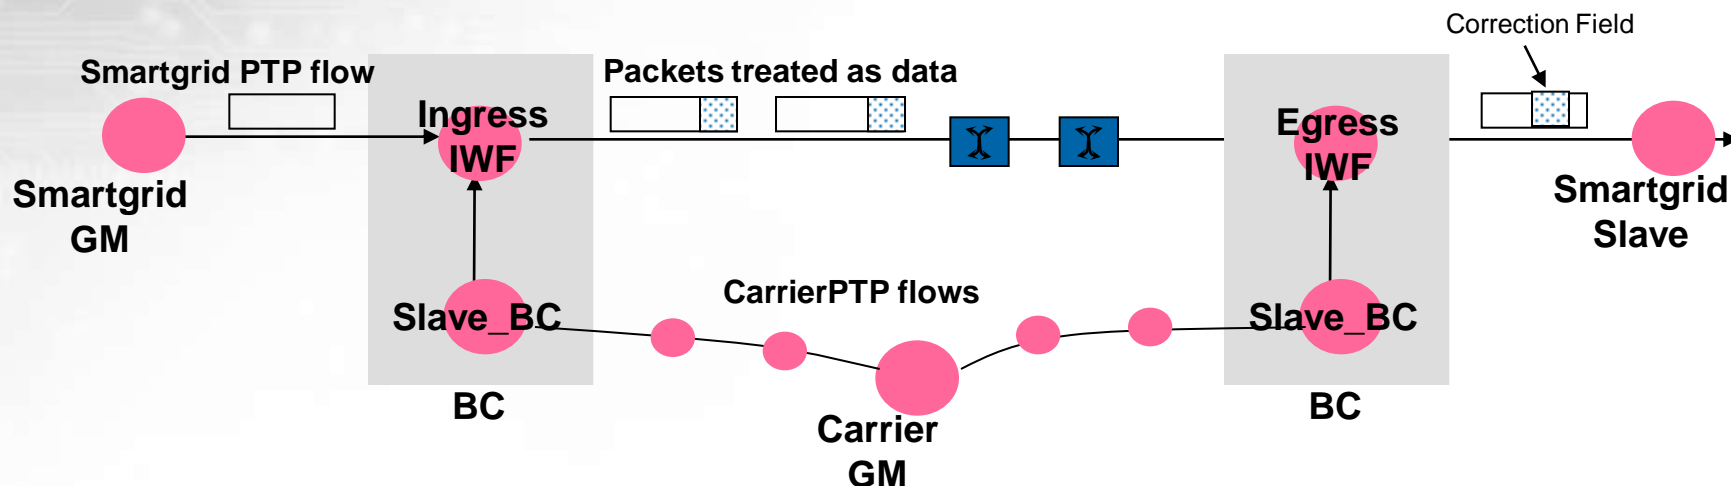 Correction Field
Smartgrid PTP flow
Packets treated as data
Ingress
IWF
Egress
IWF
Smartgrid
GM
Smartgrid
Slave
CarrierPTP flows
Slave_BC
Slave_BC
BC
BC
Carrier
GM